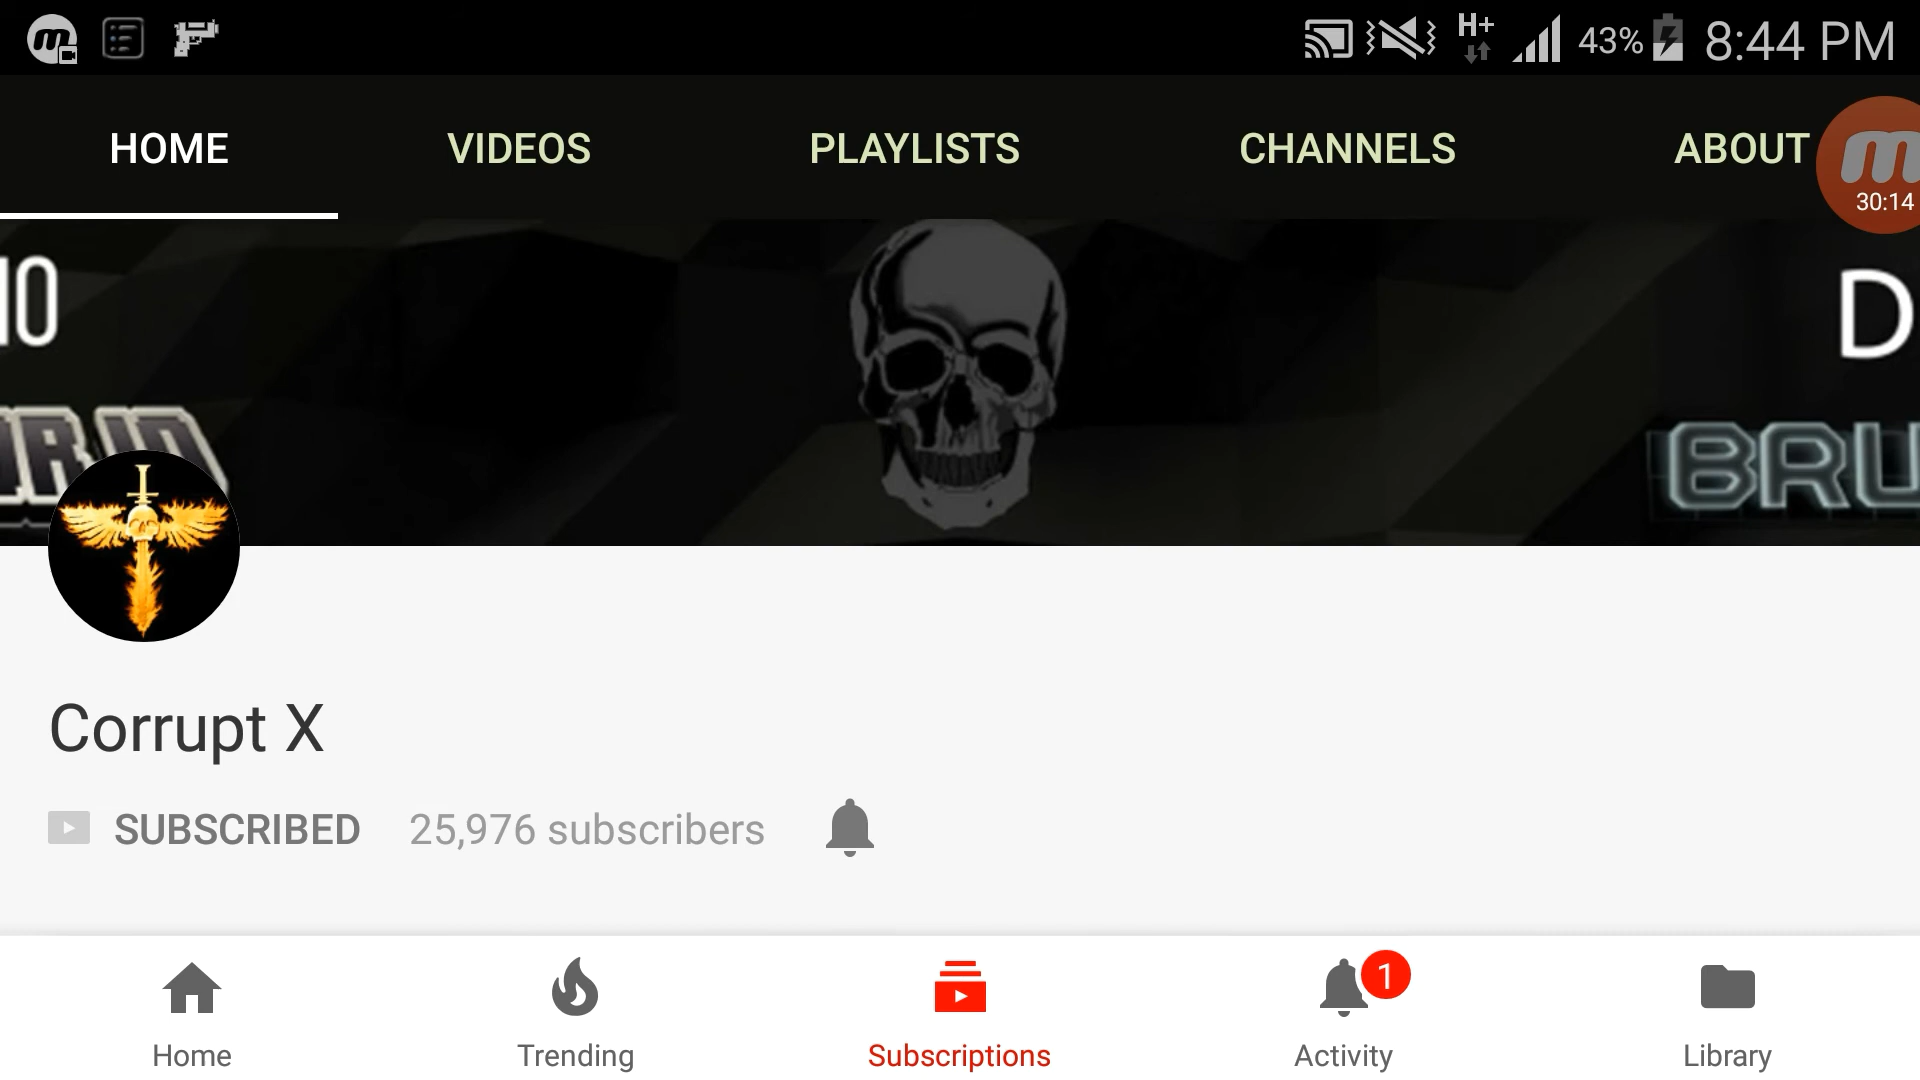 H+ 43% 8:44 PM
HOME VIDEOS PLAYLISTS CHANNELS ABOUT
m 30:14
Corrupt X
SUBSCRIBED 25,976 subscribers
1
Home Trending Subscriptions Activity Library